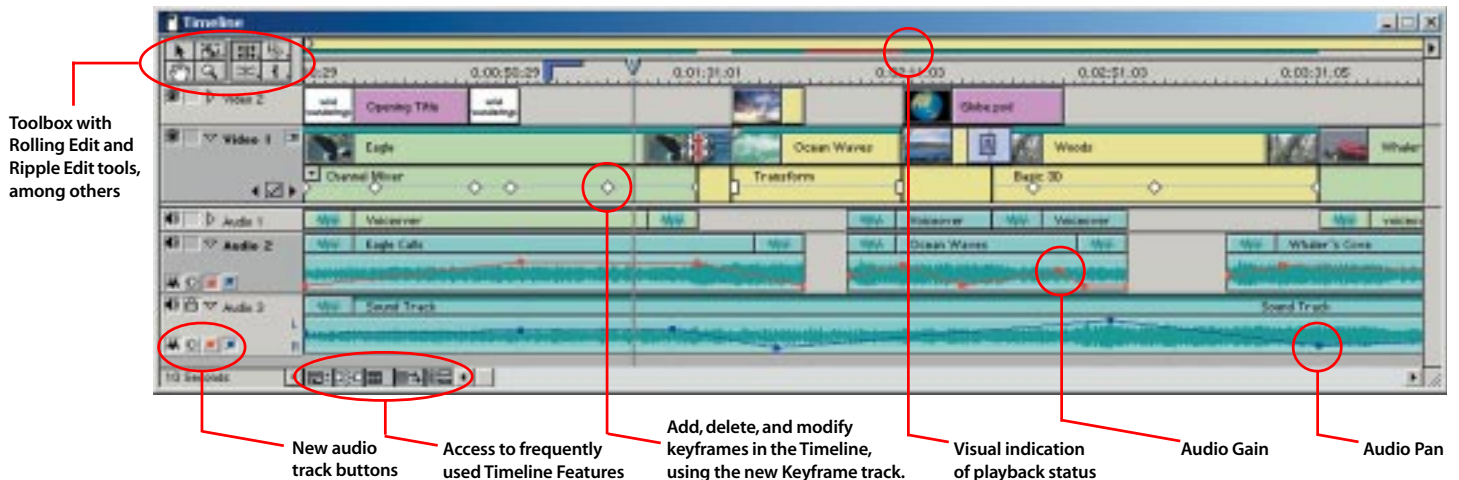 Timeline
0:00:50:29
0:01:31:01
0:02:51:03
0:03:31:05
Video 2
Opening Title
Globe.psd
Toolbox with
Rolling Edit and
Ripple Edit tools,
among others
Video 1
Eagle
Ocean Waves
Woods
Channel Mixer
Transform
Basic 3D
Audio 1
Voiceover
Voiceover
Voiceover
Audio 2
Eagle Calls
Ocean Waves
Whaler's Cove
Audio 3
Sound Track
Sound Track
L
R
10 Seconds
New audio
track buttons
Access to frequently
used Timeline Features
Add, delete, and modify
keyframes in the Timeline,
using the new Keyframe track.
Visual indication
of playback status
Audio Gain
Audio Pan